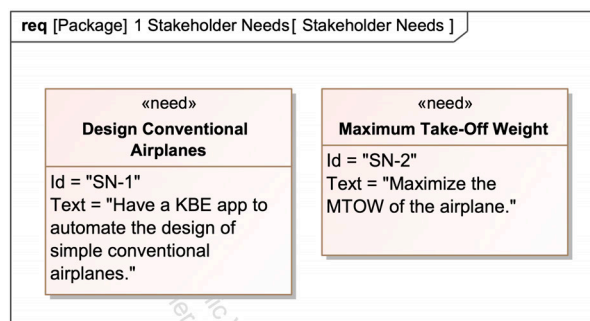 req [Package] 1 Stakeholder Needs[ Stakeholder Needs ]
«need»
Design Conventional
Airplanes
Id = "SN-1"
Text = "Have a KBE app to
automate the design of
simple conventional
airplanes."
«need»
Maximum Take-Off Weight
Id = "SN-2"
Text = "Maximize the
MTOW of the airplane."